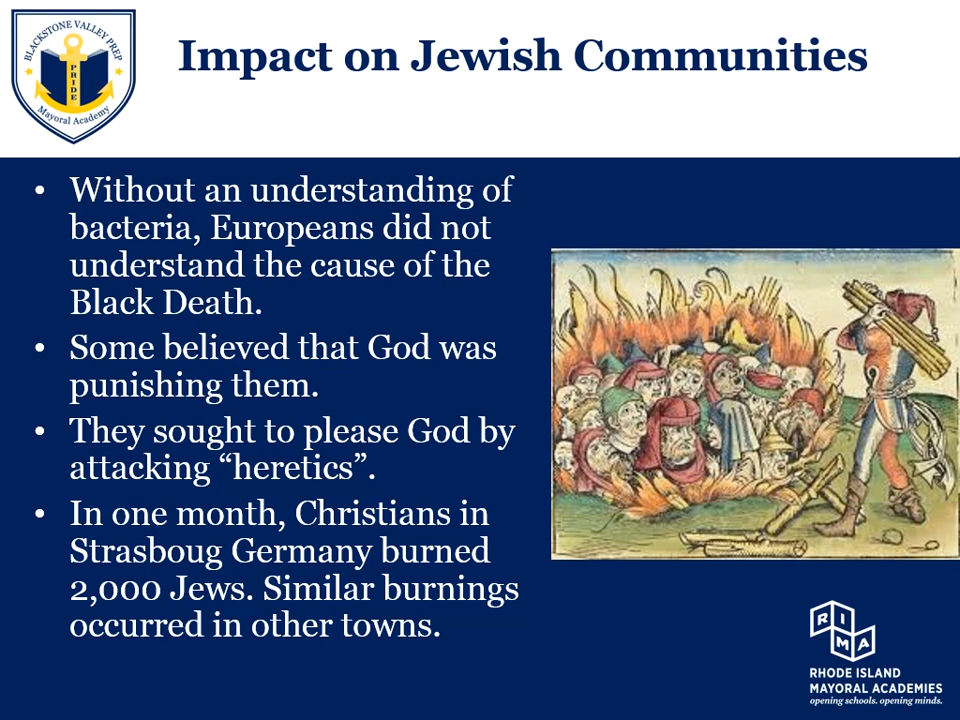 BLACKSTONE VALLEY PREP
PRIDE
Mayoral Academy
Impact on Jewish Communities
• Without an understanding of
bacteria, Europeans did not
understand the cause of the
Black Death.
• Some believed that God was
punishing them.
• They sought to please God by
attacking “heretics”.
• In one month, Christians in
Strasboug Germany burned
2,000 Jews. Similar burnings
occurred in other towns.
RIMA
RHODE ISLAND
MAYORAL ACADEMIES
opening schools. opening minds.